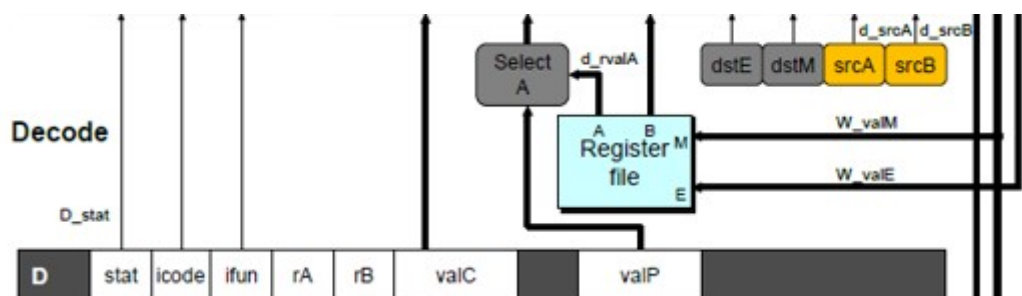 d_srcA d_srcB
Select
A
d_rvalA
dstE dstM srcA srcB
Decode
A B
M
Register
file
E
W_valM
W_valE
D_stat
D stat icode ifun rA rB valC valP